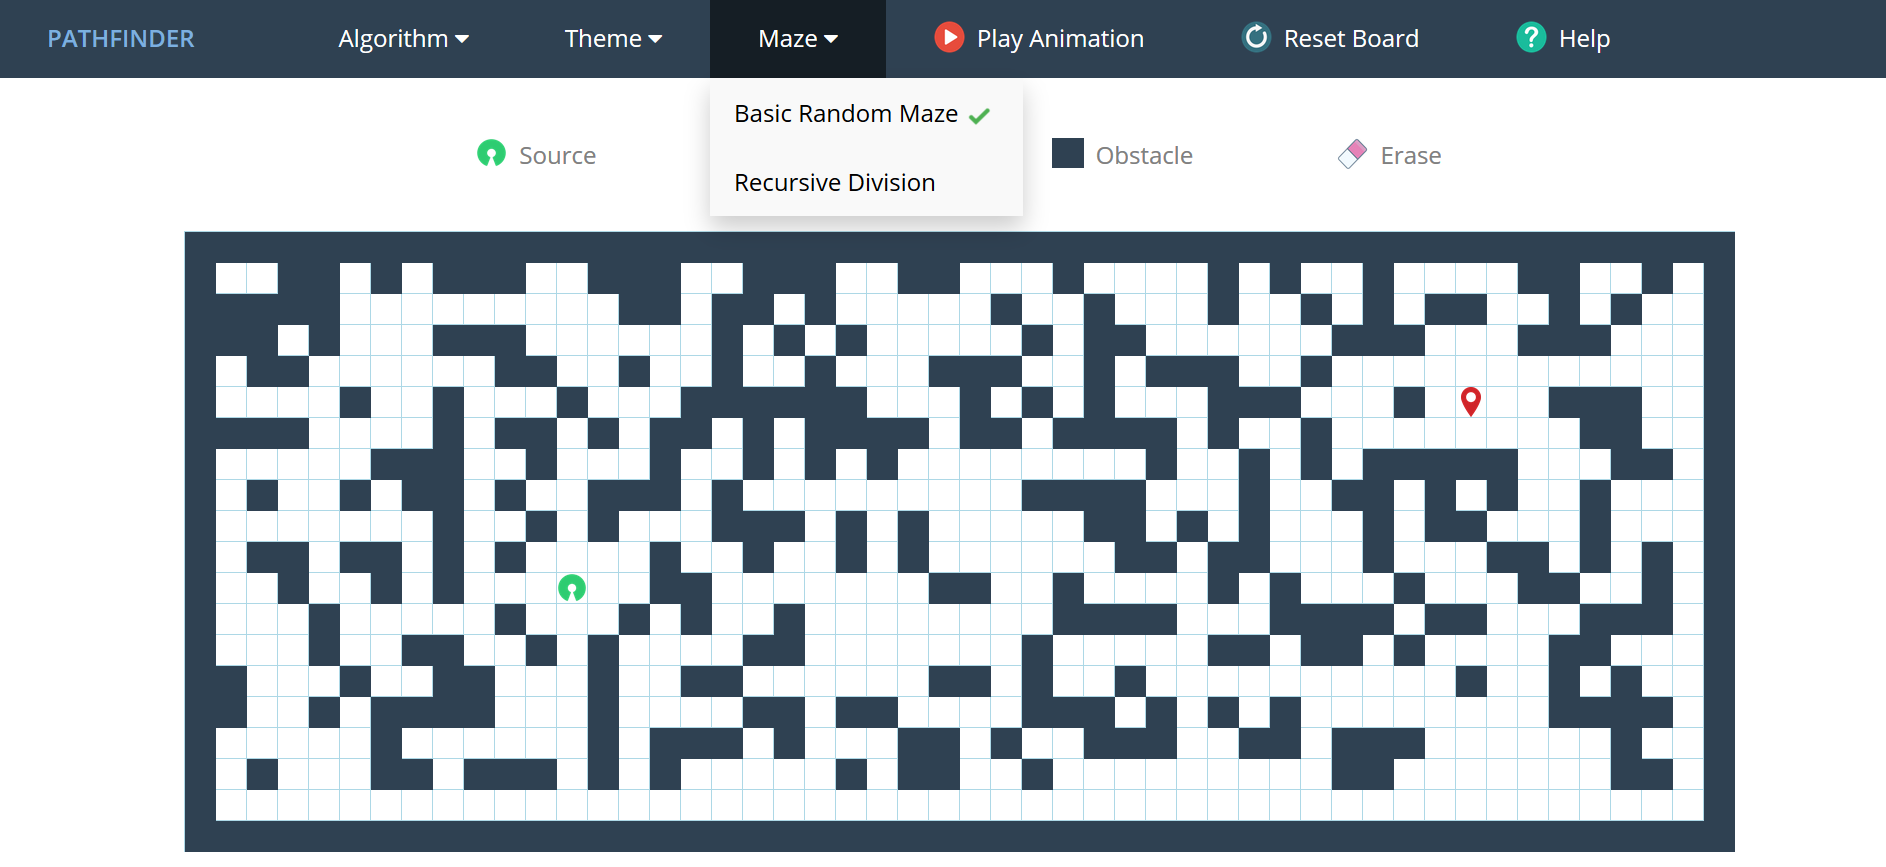 PATHFINDER Algorithm Theme Maze Play Animation Reset Board ? Help
Basic Random Maze
Source Obstacle Erase
Recursive Division